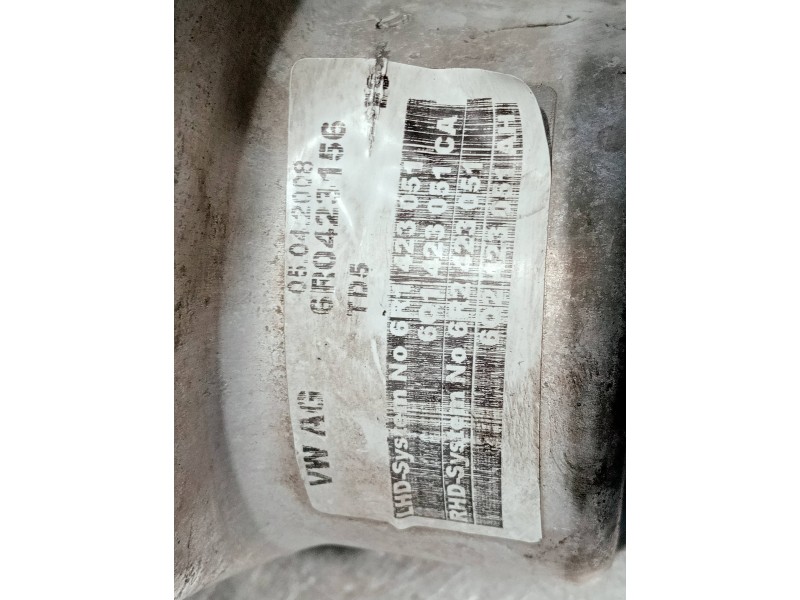 VW AG 05.04.2008
6R0423156
TD5
LHD-System No 6R1 423 051
6Q1 423 051 CA
RHD-System No 6R2 423 051
6Q2 423 051 AH